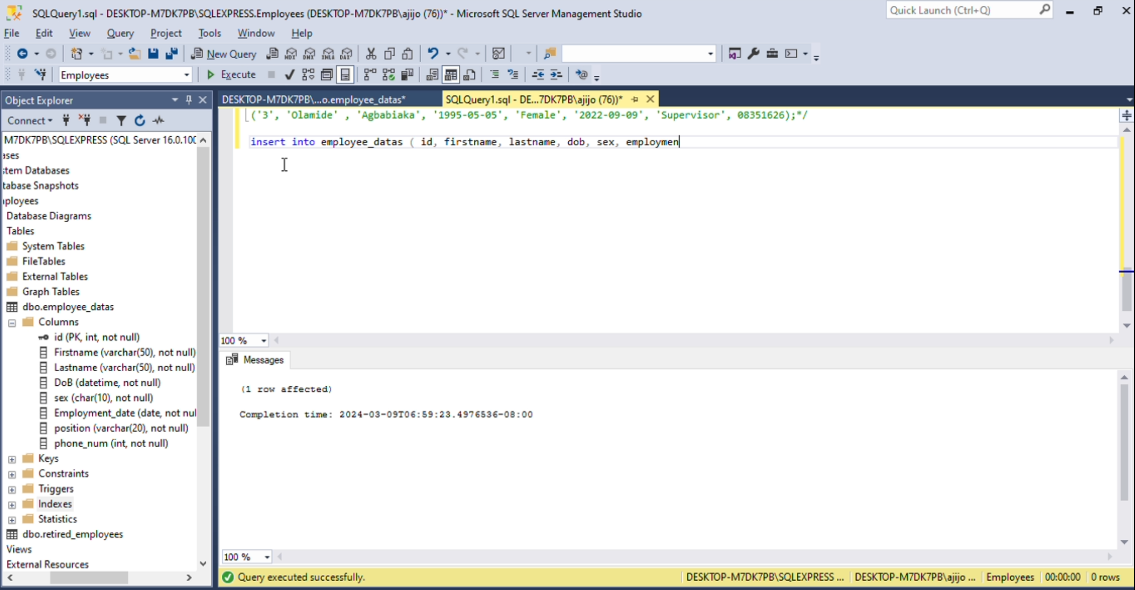 SQLQuery1.sql - DESKTOP-M7DK7PB\SQLEXPRESS.Employees (DESKTOP-M7DK7PB\ajijo (76))* - Microsoft SQL Server Management Studio
Quick Launch (Ctrl+Q)
File Edit View Query Project Tools Window Help
New Query
Employees Execute
Object Explorer
DESKTOP-M7DK7PB\...o.employee_datas*
SQLQuery1.sql - DE...7DK7PB\ajijo (76))*
Connect
M7DK7PB\SQLEXPRESS (SQL Server 16.0.100
ases
stem Databases
tabase Snapshots
ployees
Database Diagrams
Tables
System Tables
FileTables
External Tables
Graph Tables
dbo.employee_datas
Columns
id (PK, int, not null)
Firstname (varchar(50), not null)
Lastname (varchar(50), not null)
DoB (datetime, not null)
sex (char(10), not null)
Employment_date (date, not nul
position (varchar(20), not null)
phone_num (int, not null)
Keys
Constraints
Triggers
Indexes
Statistics
dbo.retired_employees
Views
External Resources
('3', 'Olamide' , 'Agbabiaka', '1995-05-05', 'Female', '2022-09-09', 'Supervisor', 08351626);*/
insert into employee_datas ( id, firstname, lastname, dob, sex, employmen
100 %
Messages
(1 row affected)
Completion time: 2024-03-09T06:59:23.4976536-08:00
100 %
Query executed successfully.
DESKTOP-M7DK7PB\SQLEXPRESS ...
DESKTOP-M7DK7PB\ajijo ...
Employees
00:00:00
0 rows